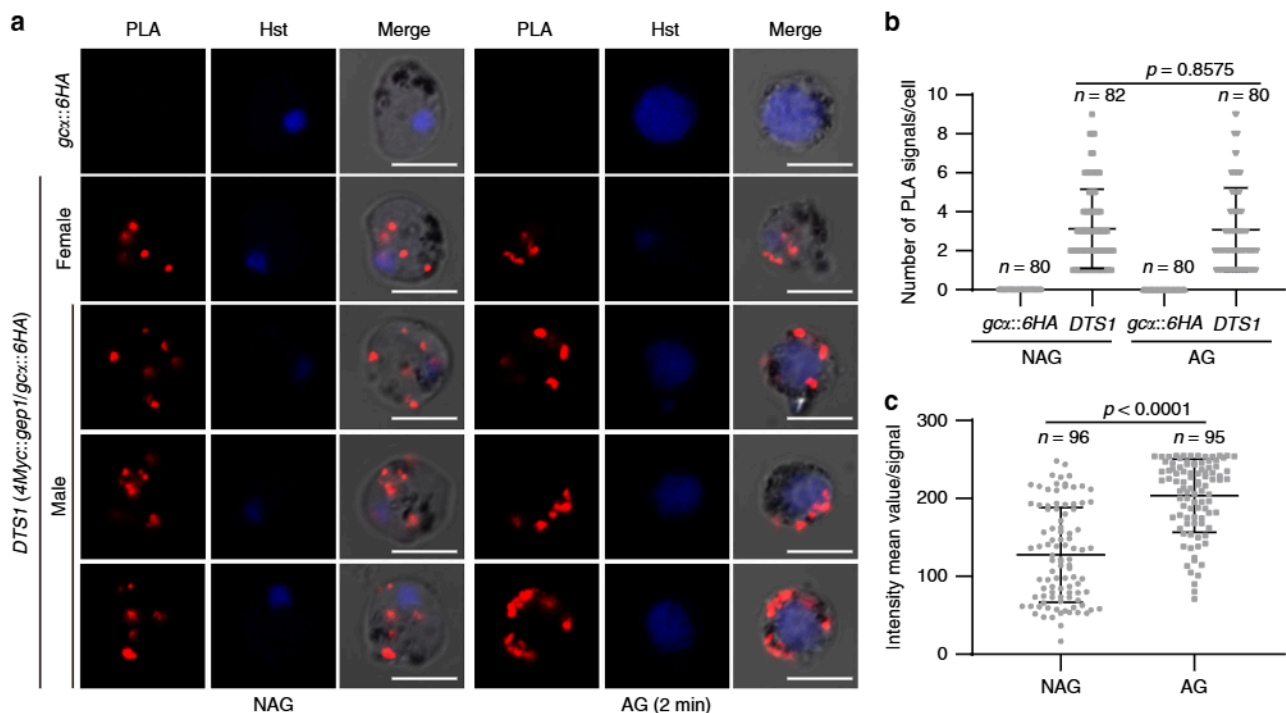 a
PLA Hst Merge PLA Hst Merge
gcα::6HA
Female
Male
DTS1 (4Myc::gep1/gcα::6HA)
NAG AG (2 min)
b
p = 0.8575
n = 82 n = 80
n = 80 n = 80
Number of PLA signals/cell
10
8
6
4
2
0
gcα::6HA DTS1 gcα::6HA DTS1
NAG AG
c
p < 0.0001
n = 96 n = 95
Intensity mean value/signal
300
200
100
0
NAG AG